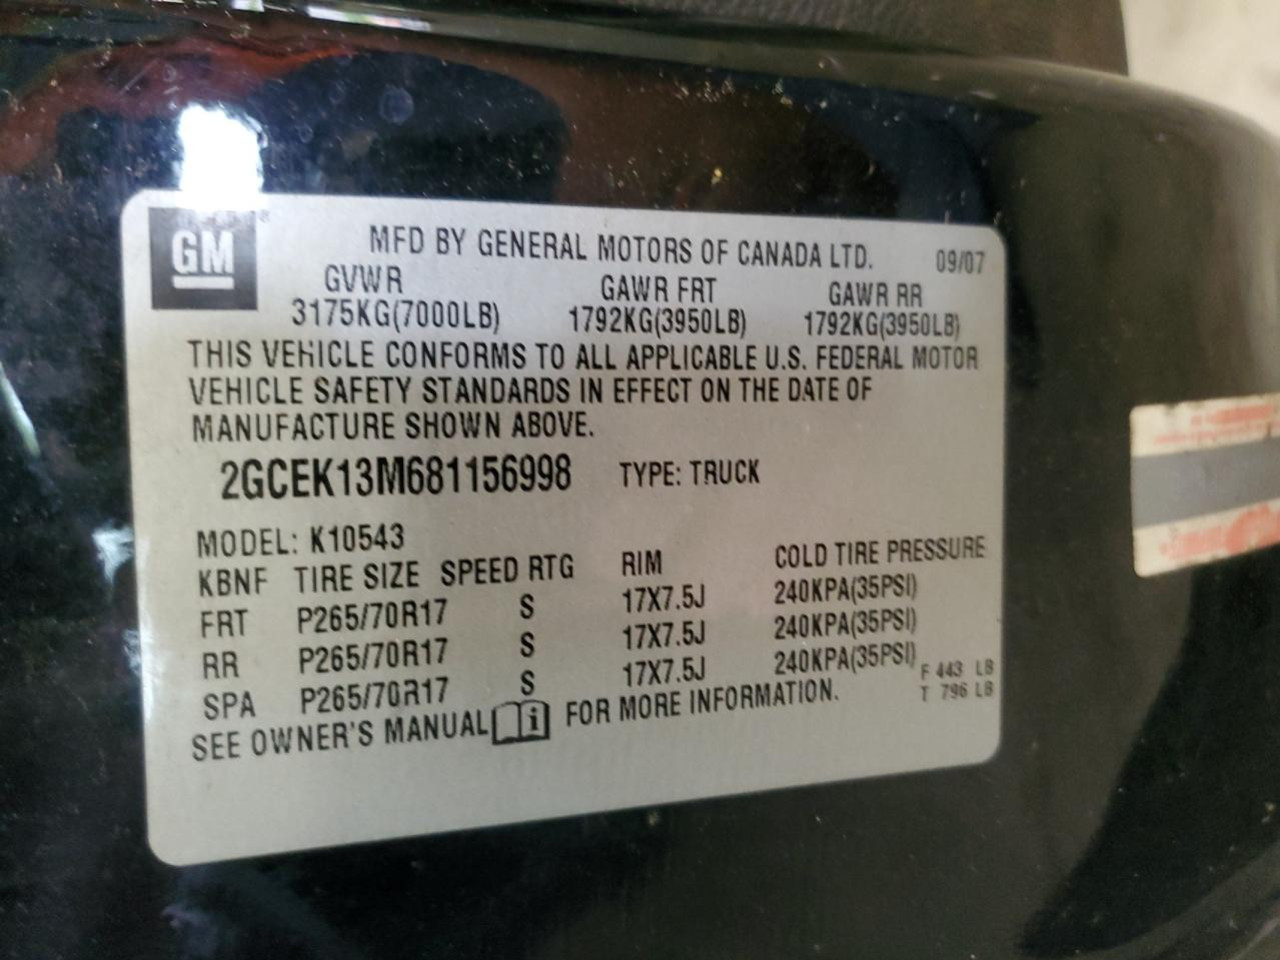 GM
MFD BY GENERAL MOTORS OF CANADA LTD. 09/07
GVWR GAWR FRT GAWR RR
3175KG(7000LB) 1792KG(3950LB) 1792KG(3950LB)
THIS VEHICLE CONFORMS TO ALL APPLICABLE U.S. FEDERAL MOTOR
VEHICLE SAFETY STANDARDS IN EFFECT ON THE DATE OF
MANUFACTURE SHOWN ABOVE.
2GCEK13M681156998 TYPE: TRUCK
MODEL: K10543
KBNF TIRE SIZE SPEED RTG RIM COLD TIRE PRESSURE
FRT P265/70R17 S 17X7.5J 240KPA(35PSI)
RR P265/70R17 S 17X7.5J 240KPA(35PSI)
SPA P265/70R17 S 17X7.5J 240KPA(35PSI)
F 443 LB
T 796 LB
SEE OWNER'S MANUAL FOR MORE INFORMATION.